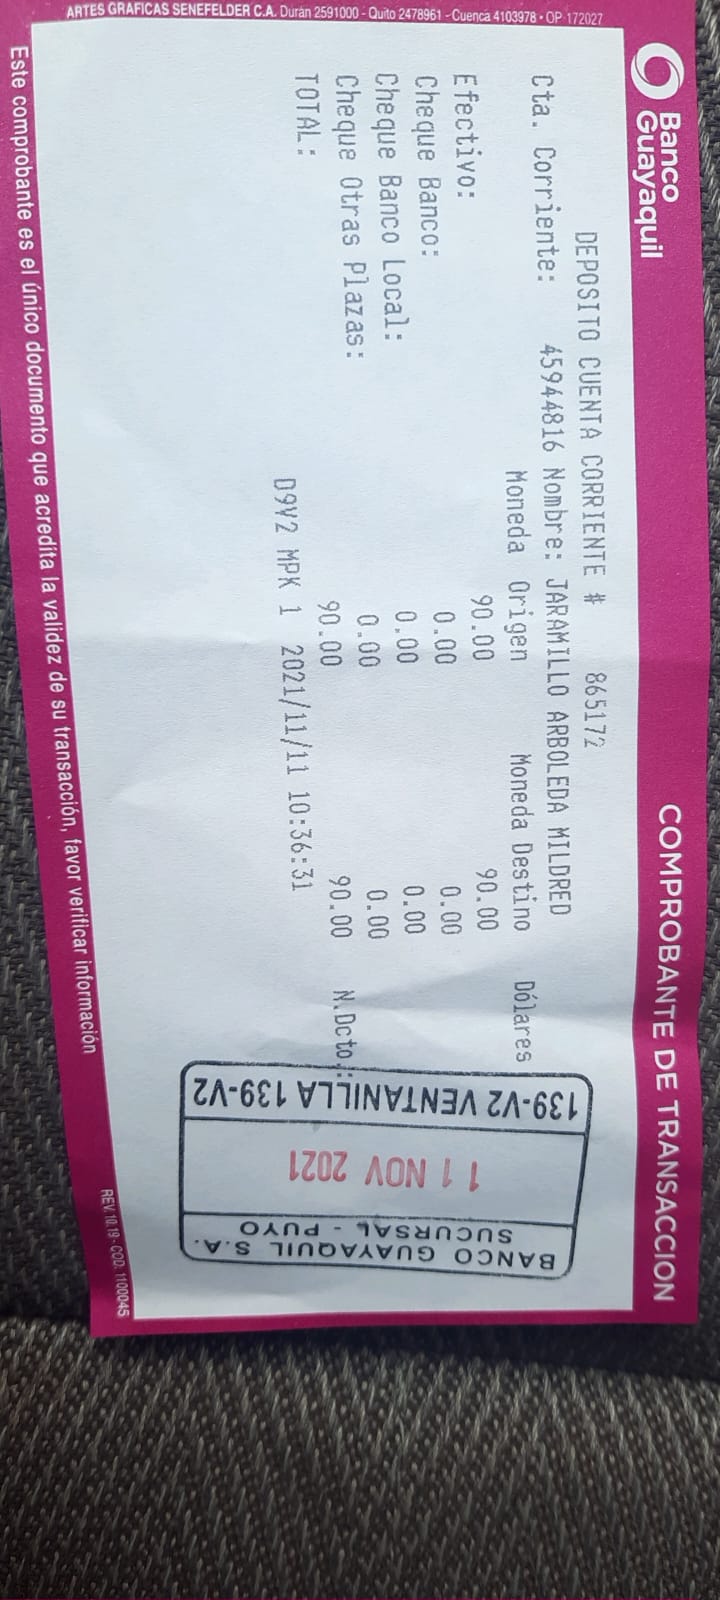 Banco
Guayaquil
COMPROBANTE DE TRANSACCION
DEPOSITO CUENTA CORRIENTE # 865172
Cta. Corriente: 45944816 Nombre: JARAMILLO ARBOLEDA MILDRED
Moneda Origen Moneda Destino Dólares
Efectivo: 90.00 90.00
Cheque Banco: 0.00 0.00
Cheque Banco Local: 0.00 0.00
Cheque Otras Plazas: 0.00 0.00
TOTAL: 90.00 90.00 N.Dcto.:
D9V2 MPK 1 2021/11/11 10:36:31
BANCO GUAYAQUIL S.A.
SUCURSAL - PUYO
11 NOV 2021
139-V2 VENTANILLA 139-V2
REV. 10.19 - COD: 1100045
Este comprobante es el único documento que acredita la validez de su transacción, favor verificar información
ARTES GRAFICAS SENEFELDER C.A. Durán 2591000 - Quito 2478961 - Cuenca 4103978 - OP 172027